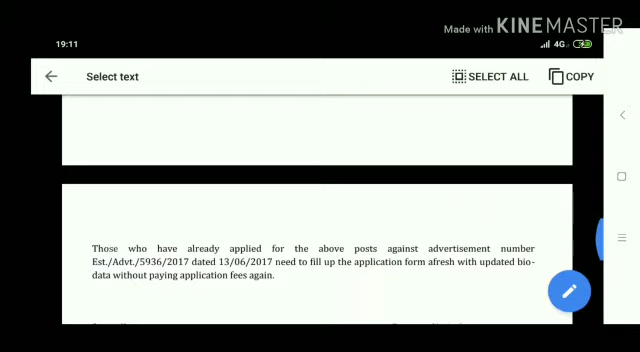 Made with KINEMASTER
19:11
4G
Select text
SELECT ALL
COPY
Those who have already applied for the above posts against advertisement number
Est./Advt./5936/2017 dated 13/06/2017 need to fill up the application form afresh with updated bio-
data without paying application fees again.